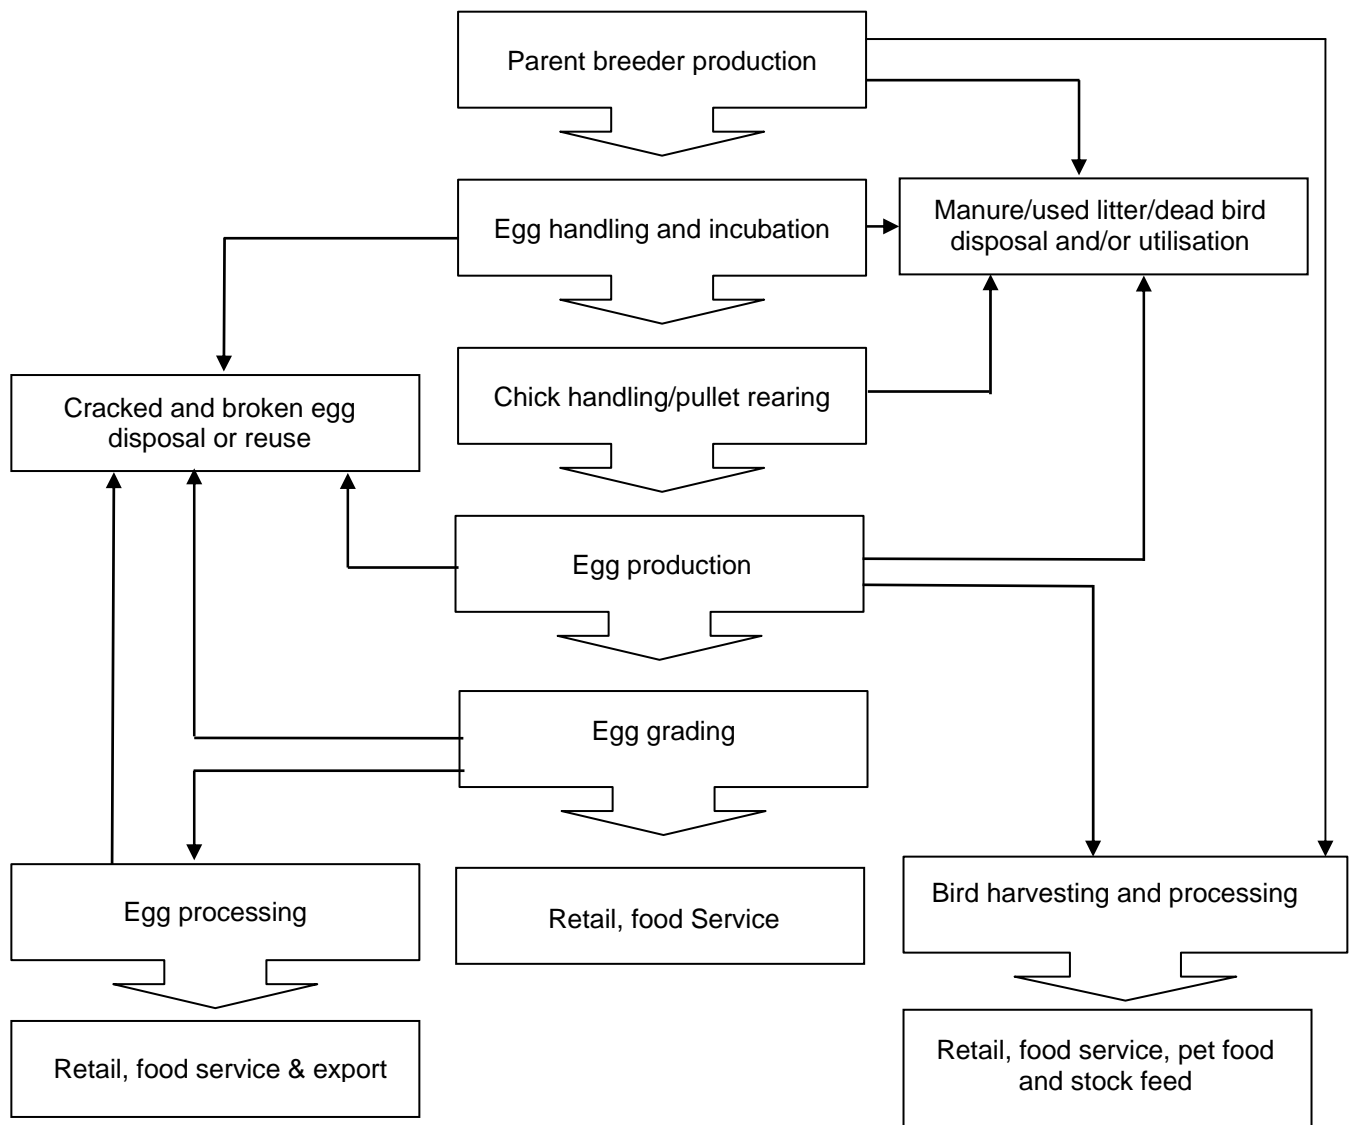 Parent breeder production
Egg handling and incubation
Manure/used litter/dead bird
disposal and/or utilisation
Cracked and broken egg
disposal or reuse
Chick handling/pullet rearing
Egg production
Egg grading
Egg processing
Retail, food Service
Bird harvesting and processing
Retail, food service & export
Retail, food service, pet food
and stock feed